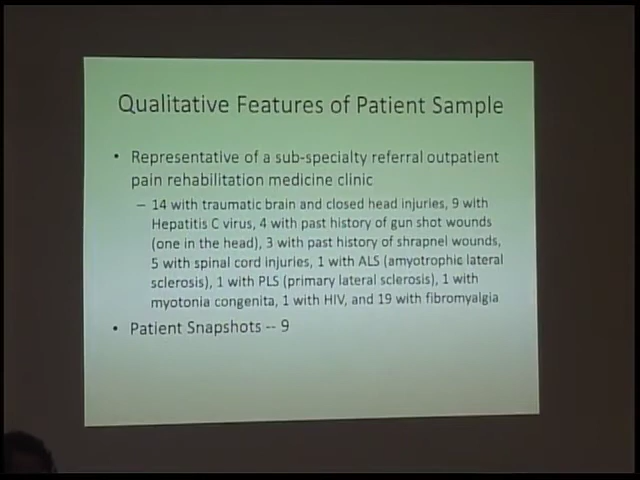 Qualitative Features of Patient Sample
• Representative of a sub-specialty referral outpatient
pain rehabilitation medicine clinic
– 14 with traumatic brain and closed head injuries, 9 with
Hepatitis C virus, 4 with past history of gun shot wounds
(one in the head), 3 with past history of shrapnel wounds,
5 with spinal cord injuries, 1 with ALS (amyotrophic lateral
sclerosis), 1 with PLS (primary lateral sclerosis), 1 with
myotonia congenita, 1 with HIV, and 19 with fibromyalgia
• Patient Snapshots -- 9